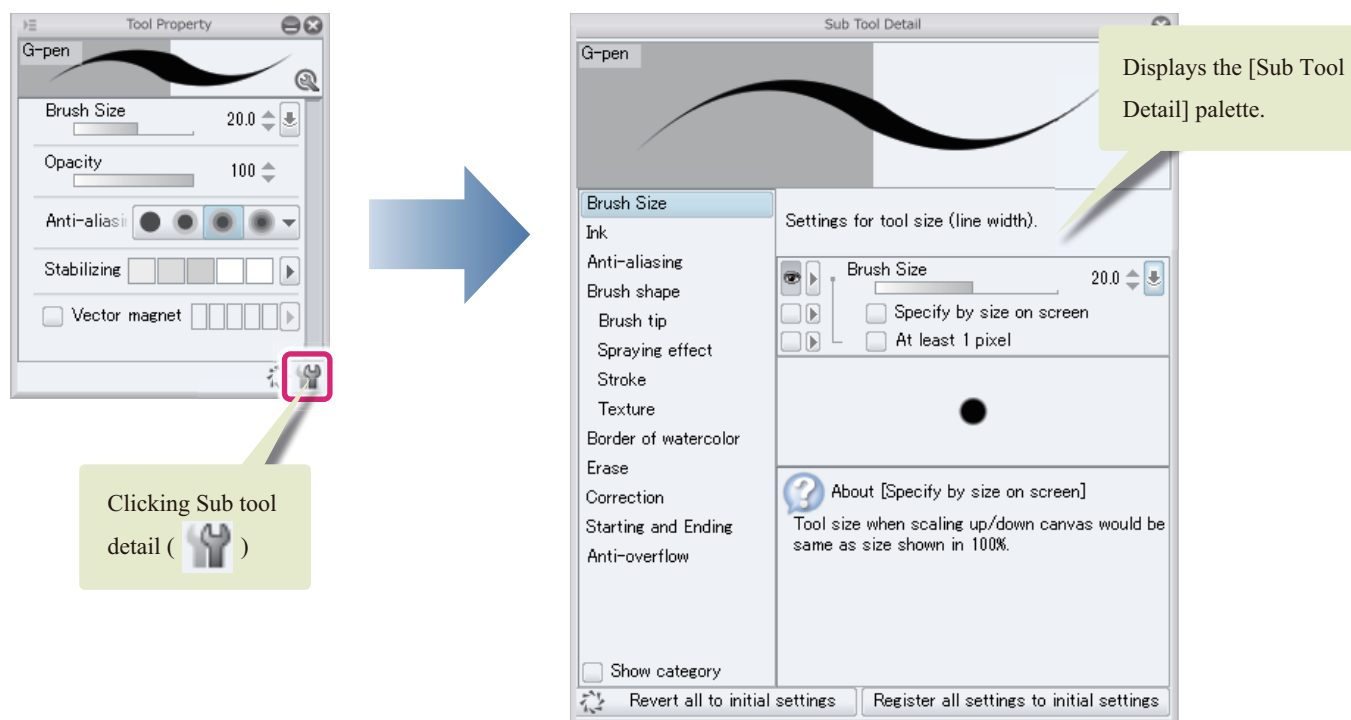 Tool Property
G-pen
Brush Size
20.0
Opacity
100
Anti-aliasi
Stabilizing
Vector magnet
Clicking Sub tool
detail ( )
Sub Tool Detail
G-pen
Displays the [Sub Tool
Detail] palette.
Brush Size
Ink
Anti-aliasing
Brush shape
Brush tip
Spraying effect
Stroke
Texture
Border of watercolor
Erase
Correction
Starting and Ending
Anti-overflow
Show category
Settings for tool size (line width).
Brush Size
20.0
Specify by size on screen
At least 1 pixel
About [Specify by size on screen]
Tool size when scaling up/down canvas would be
same as size shown in 100%.
Revert all to initial settings
Register all settings to initial settings